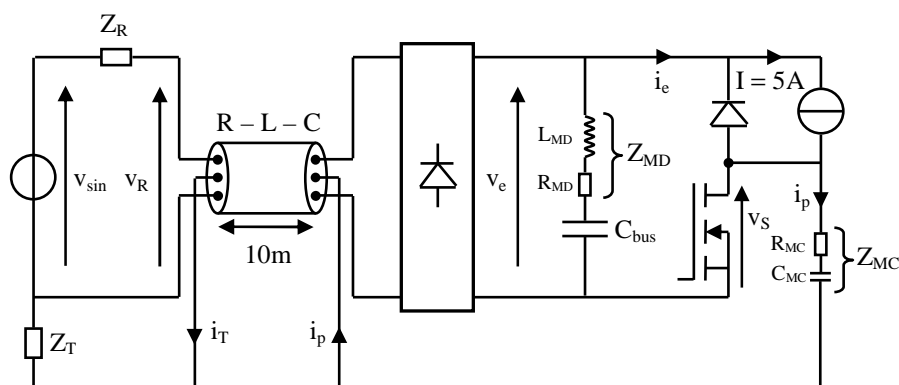 Z_R
i_e
I = 5A
R – L – C
L_MD
Z_MD
v_sin
v_R
v_e
R_MD
i_p
v_S
C_bus
R_MC
Z_MC
10m
C_MC
Z_T
i_T
i_p